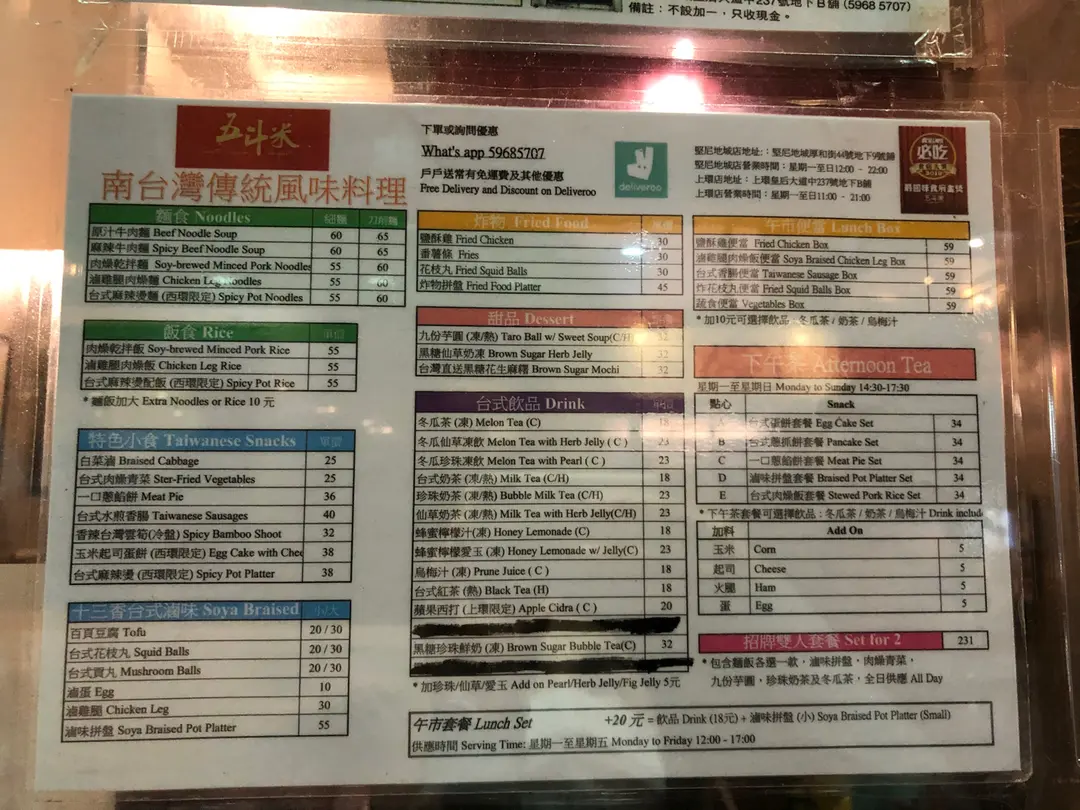 237號地下B舖 (5968 5707)
備註：不設加一，只收現金。
五斗米
南台灣傳統風味料理
下單或詢問優惠
What's app 59685707
戶戶送常有免運費及其他優惠
Free Delivery and Discount on Deliveroo
deliveroo
堅尼地城店地址：堅尼地城厚和街44號地下9號舖
堅尼地城店營業時間：星期一至日12:00 - 22:00
上環店地址：上環皇后大道中237號地下B舖
上環店營業時間：星期一至日11:00 - 21:00
必吃
麵食 Noodles 細麵 刀削麵
原汁牛肉麵 Beef Noodle Soup 60 65
麻辣牛肉麵 Spicy Beef Noodle Soup 60 65
肉燥乾拌麵 Soy-brewed Minced Pork Noodles 55 60
滷雞腿肉燥麵 Chicken Leg Noodles 55 60
台式麻辣燙麵 (西環限定) Spicy Pot Noodles 55 60
飯食 Rice 單價
肉燥乾拌飯 Soy-brewed Minced Pork Rice 55
滷雞腿肉燥飯 Chicken Leg Rice 55
台式麻辣燙配飯 (西環限定) Spicy Pot Rice 55
* 麵飯加大 Extra Noodles or Rice 10 元
特色小食 Taiwanese Snacks 單價
白菜滷 Braised Cabbage 25
台式肉燥青菜 Ster-Fried Vegetables 25
一口蔥餡餅 Meat Pie 36
台式水煎香腸 Taiwanese Sausages 40
香辣台灣雲筍(冷盤) Spicy Bamboo Shoot 32
玉米起司蛋餅 (西環限定) Egg Cake with Chee 38
台式麻辣燙 (西環限定) Spicy Pot Platter 38
十三香台式滷味 Soya Braised 小/大
百頁豆腐 Tofu 20 / 30
台式花枝丸 Squid Balls 20 / 30
台式貢丸 Mushroom Balls 20 / 30
滷蛋 Egg 10
滷雞腿 Chicken Leg 30
滷味拼盤 Soya Braised Pot Platter 55
炸物 Fried Food 單價
鹽酥雞 Fried Chicken 30
番薯條 Fries 30
花枝丸 Fried Squid Balls 30
炸物拼盤 Fried Food Platter 45
甜品 Dessert
九份芋圓 (凍/熱) Taro Ball w/ Sweet Soup(C/H) 32
黑糖仙草奶凍 Brown Sugar Herb Jelly 32
台灣直送黑糖花生麻糬 Brown Sugar Mochi 32
台式飲品 Drink 單價
冬瓜茶 (凍) Melon Tea (C) 18
冬瓜仙草凍飲 Melon Tea with Herb Jelly ( C ) 23
冬瓜珍珠凍飲 Melon Tea with Pearl ( C ) 23
台式奶茶 (凍/熱) Milk Tea (C/H) 18
珍珠奶茶 (凍/熱) Bubble Milk Tea (C/H) 23
仙草奶茶 (凍/熱) Milk Tea with Herb Jelly(C/H) 23
蜂蜜檸檬汁(凍) Honey Lemonade (C) 18
蜂蜜檸檬愛玉 (凍) Honey Lemonade w/ Jelly(C) 23
烏梅汁 (凍) Prune Juice ( C ) 18
台式紅茶 (熱) Black Tea (H) 18
蘋果西打 (上環限定) Apple Cidra ( C ) 20
黑糖珍珠鮮奶 (凍) Brown Sugar Bubble Tea(C) 32
* 加珍珠/仙草/愛玉 Add on Pearl/Herb Jelly/Fig Jelly 5元
午市便當 Lunch Box
鹽酥雞便當 Fried Chicken Box 59
滷雞腿肉燥飯便當 Soya Braised Chicken Leg Box 59
台式香腸便當 Taiwanese Sausage Box 59
炸花枝丸便當 Fried Squid Balls Box 59
蔬食便當 Vegetables Box 59
* 加10元可選擇飲品：冬瓜茶 / 奶茶 / 烏梅汁
下午茶 Afternoon Tea
星期一至星期日 Monday to Sunday 14:30-17:30
點心 Snack
A 台式蛋餅套餐 Egg Cake Set 34
B 台式蔥抓餅套餐 Pancake Set 34
C 一口蔥餡餅套餐 Meat Pie Set 34
D 滷味拼盤套餐 Braised Pot Platter Set 34
E 台式肉燥飯套餐 Stewed Pork Rice Set 34
* 下午茶套餐可選擇飲品：冬瓜茶 / 奶茶 / 烏梅汁 Drink includ
加料 Add On
玉米 Corn 5
起司 Cheese 5
火腿 Ham 5
蛋 Egg 5
招牌雙人套餐 Set for 2 231
* 包含麵飯各選一款，滷味拼盤，肉燥青菜，
九份芋圓，珍珠奶茶及冬瓜茶，全日供應 All Day
午市套餐 Lunch Set +20 元 = 飲品 Drink (18元) + 滷味拼盤 (小) Soya Braised Pot Platter (Small)
供應時間 Serving Time: 星期一至星期五 Monday to Friday 12:00 - 17:00